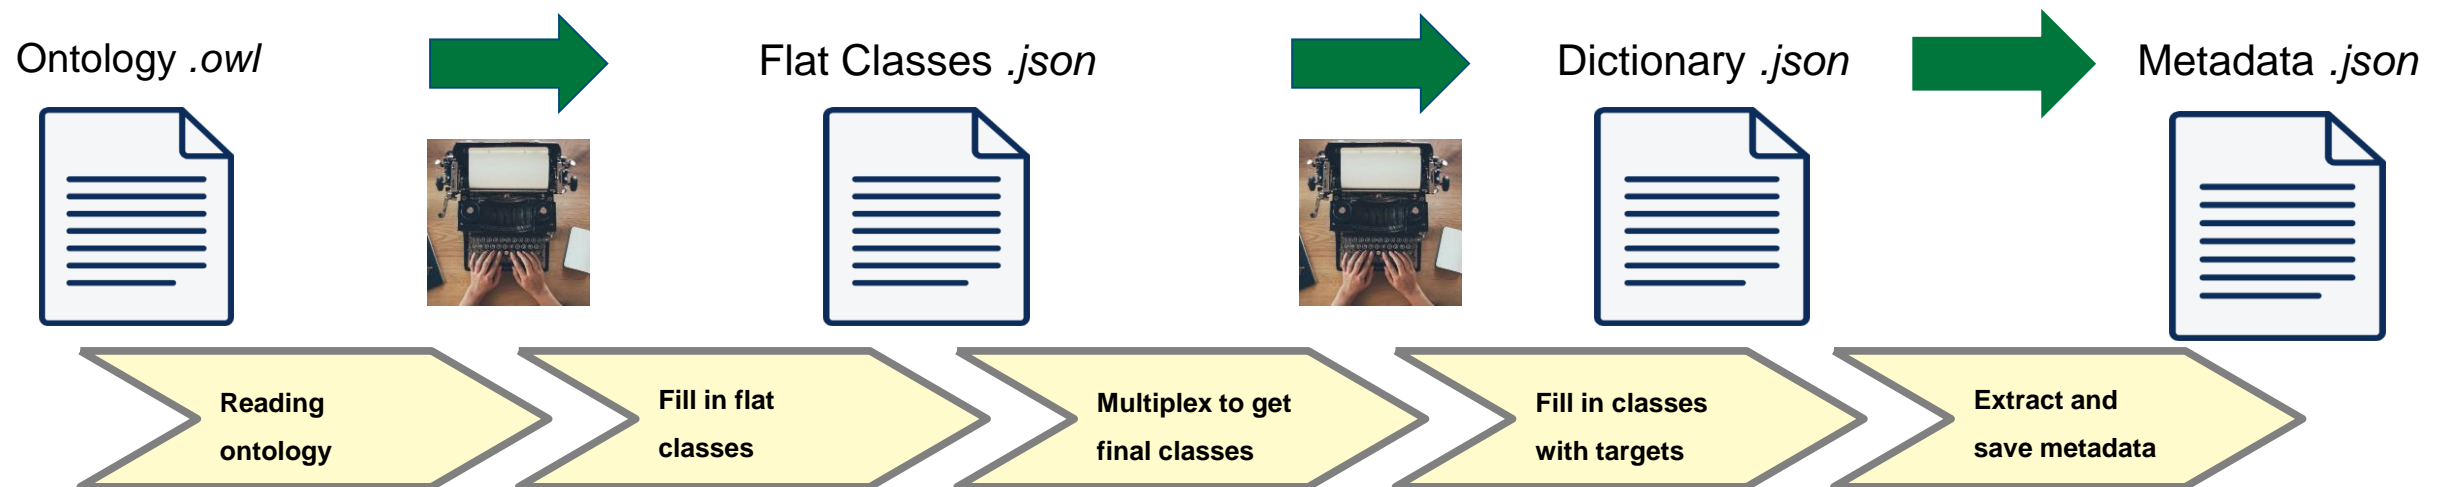 Ontology .owl
Flat Classes .json
Dictionary .json
Metadata .json
Reading
ontology
Fill in flat
classes
Multiplex to get
final classes
Fill in classes
with targets
Extract and
save metadata